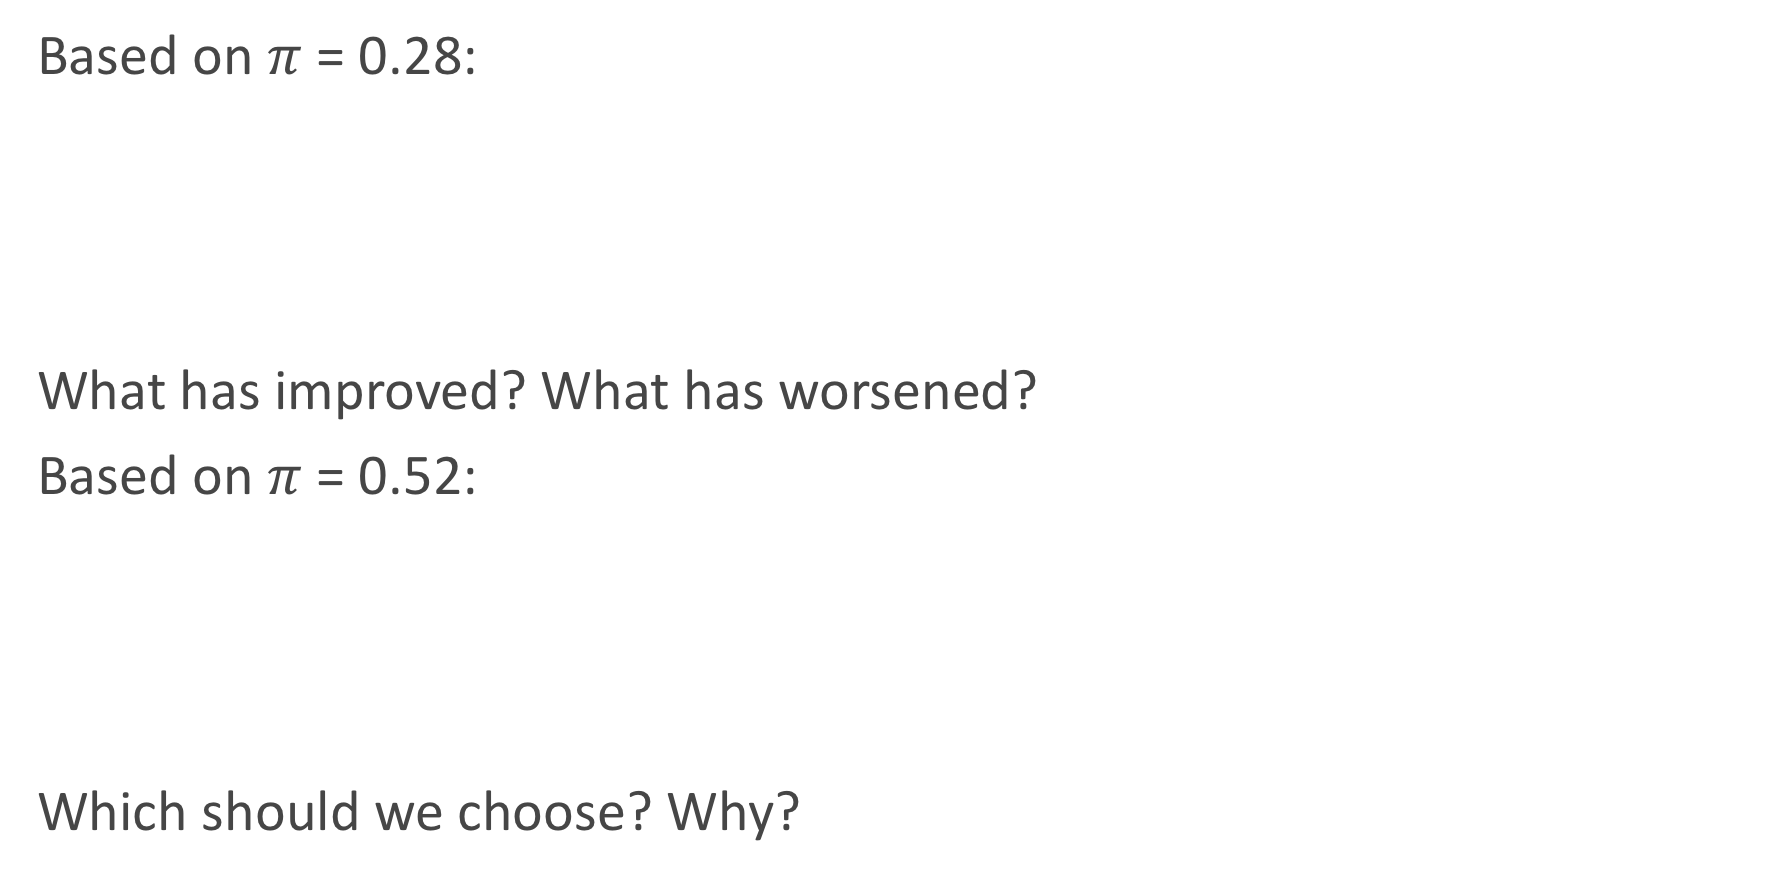 Based on 𝜋 = 0.28:
What has improved? What has worsened?
Based on 𝜋 = 0.52:
Which should we choose? Why?